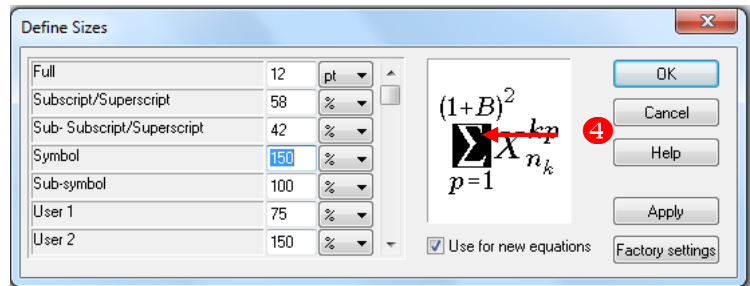 Define Sizes
Full 12 pt
Subscript/Superscript 58 %
Sub- Subscript/Superscript 42 %
Symbol 150 %
Sub-symbol 100 %
User 1 75 %
User 2 150 %
(1+B)²
∑ X kp n k
p=1
4
Use for new equations
OK
Cancel
Help
Apply
Factory settings